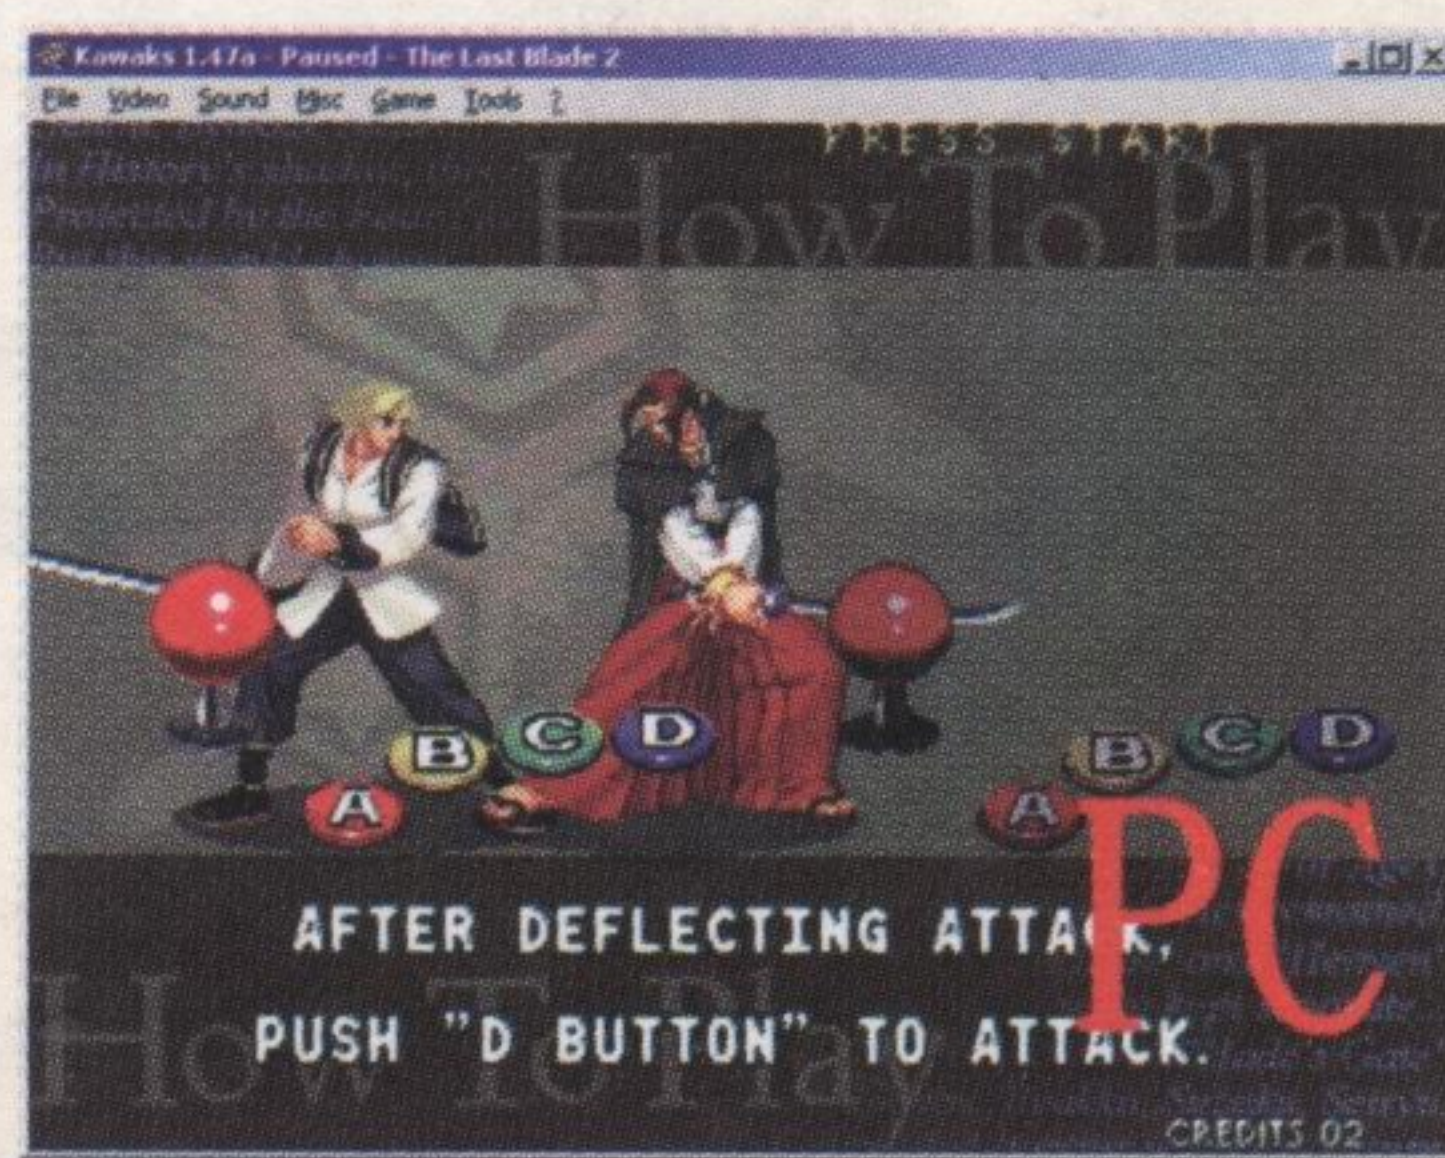 Kawaks 1.47a - Paused - The Last Blade 2
File Video Sound Misc Game Tools ?
PRESS START
How To Play
A B C D
A B C D
PC
AFTER DEFLECTING ATTACK,
PUSH "D BUTTON" TO ATTACK.
How To Play
CREDITS 02